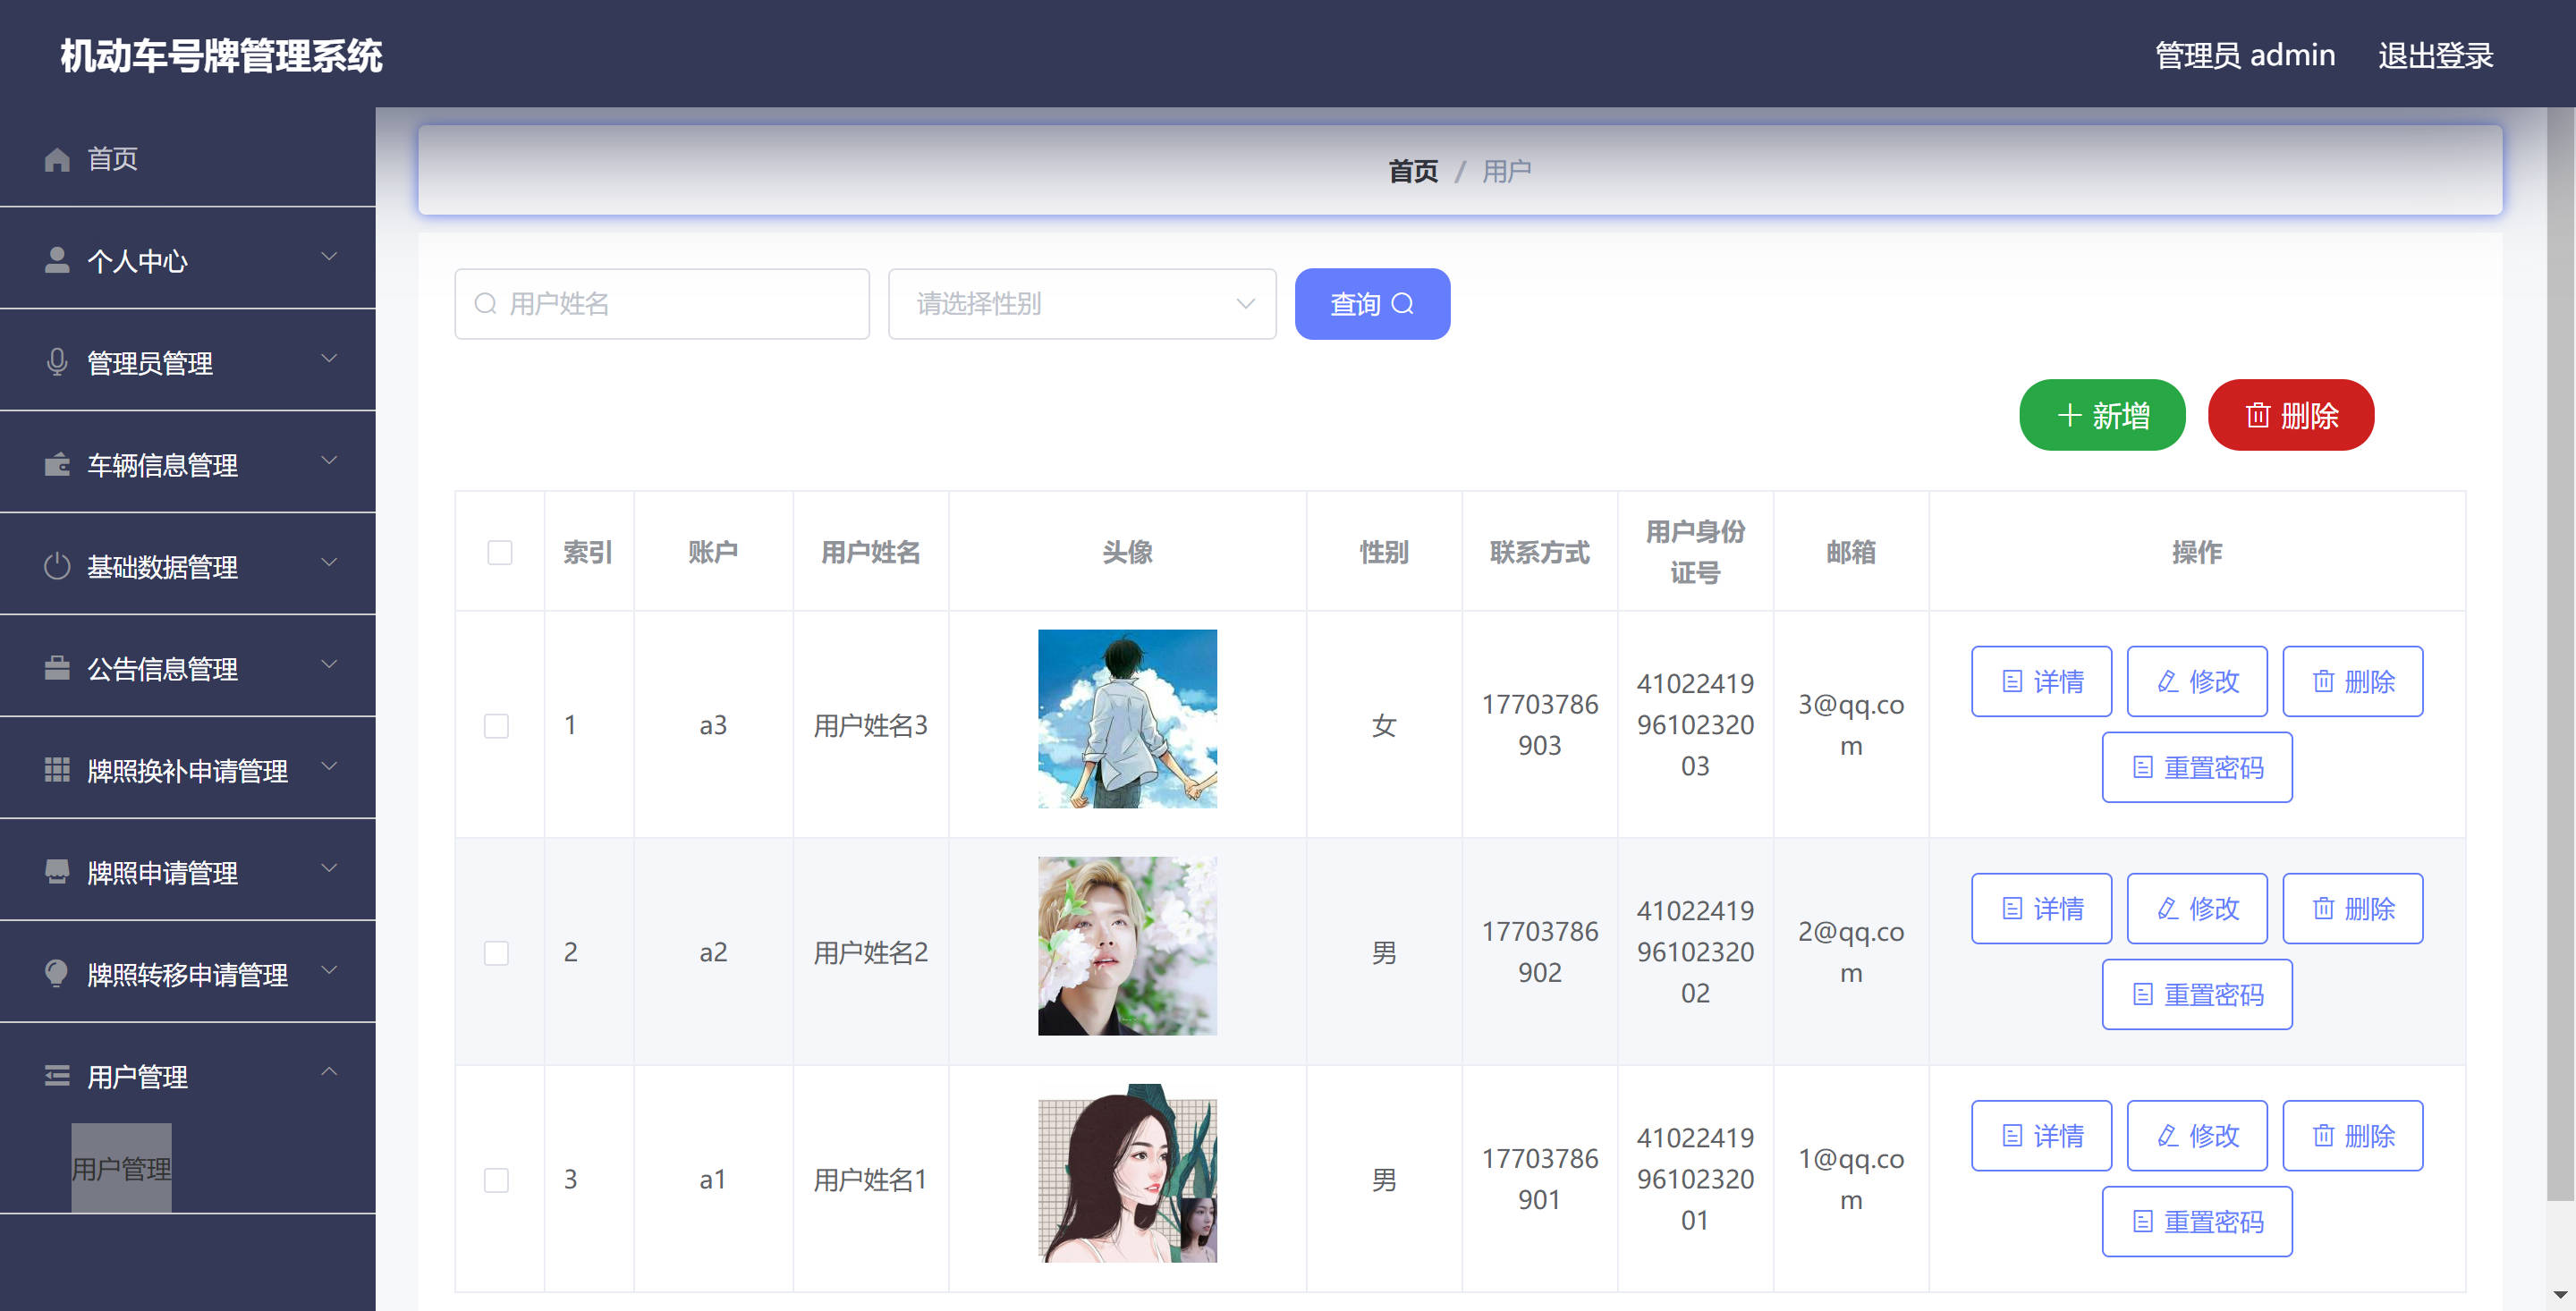 机动车号牌管理系统
管理员 admin 退出登录
首页
个人中心
管理员管理
车辆信息管理
基础数据管理
公告信息管理
牌照换补申请管理
牌照申请管理
牌照转移申请管理
用户管理
用户管理
首页 / 用户
用户姓名 请选择性别 查询
新增 删除
索引 账户 用户姓名 头像 性别 联系方式 用户身份证号 邮箱 操作
1 a3 用户姓名3 女 17703786903 410224199610232003 3@qq.com 详情 修改 删除
重置密码
2 a2 用户姓名2 男 17703786902 410224199610232002 2@qq.com 详情 修改 删除
重置密码
3 a1 用户姓名1 男 17703786901 410224199610232001 1@qq.com 详情 修改 删除
重置密码